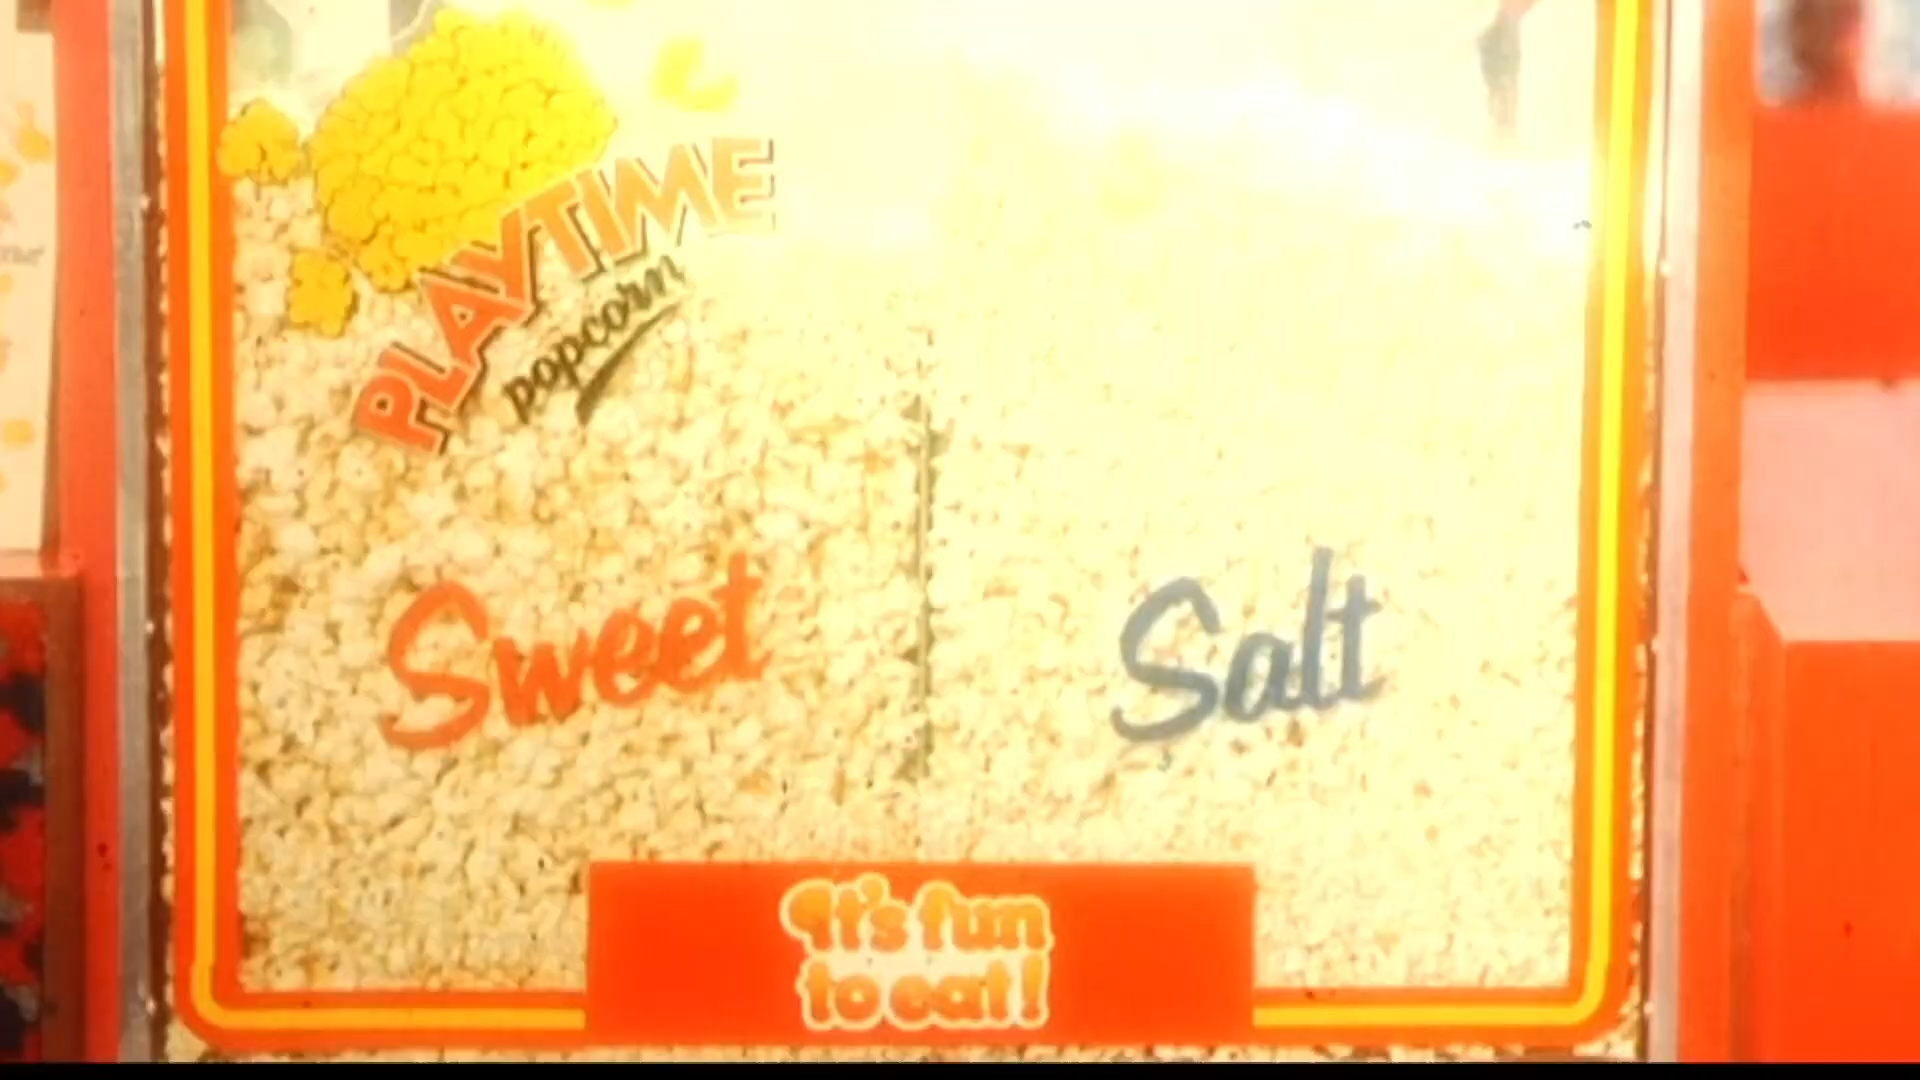 PLAYTIME
popcorn
Sweet
Salt
It's fun
to eat!